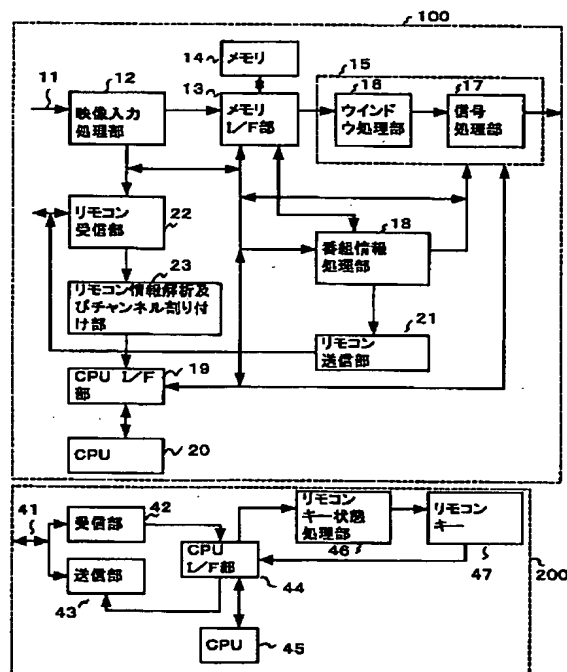 100
14
メモリ
15
11
12
13
16
17
映像入力
処理部
メモリ
I/F部
ウインド
ウ処理部
信号
処理部
リモコン
受信部
22
18
番組情報
処理部
23
リモコン情報解析及
びチャンネル割り付
け部
21
リモコン
送信部
CPU I/F
部
19
CPU
20
41
受信部
42
リモコン
キー状態
処理部
46
リモコン
キー
47
送信部
43
CPU
I/F部
44
200
CPU
45